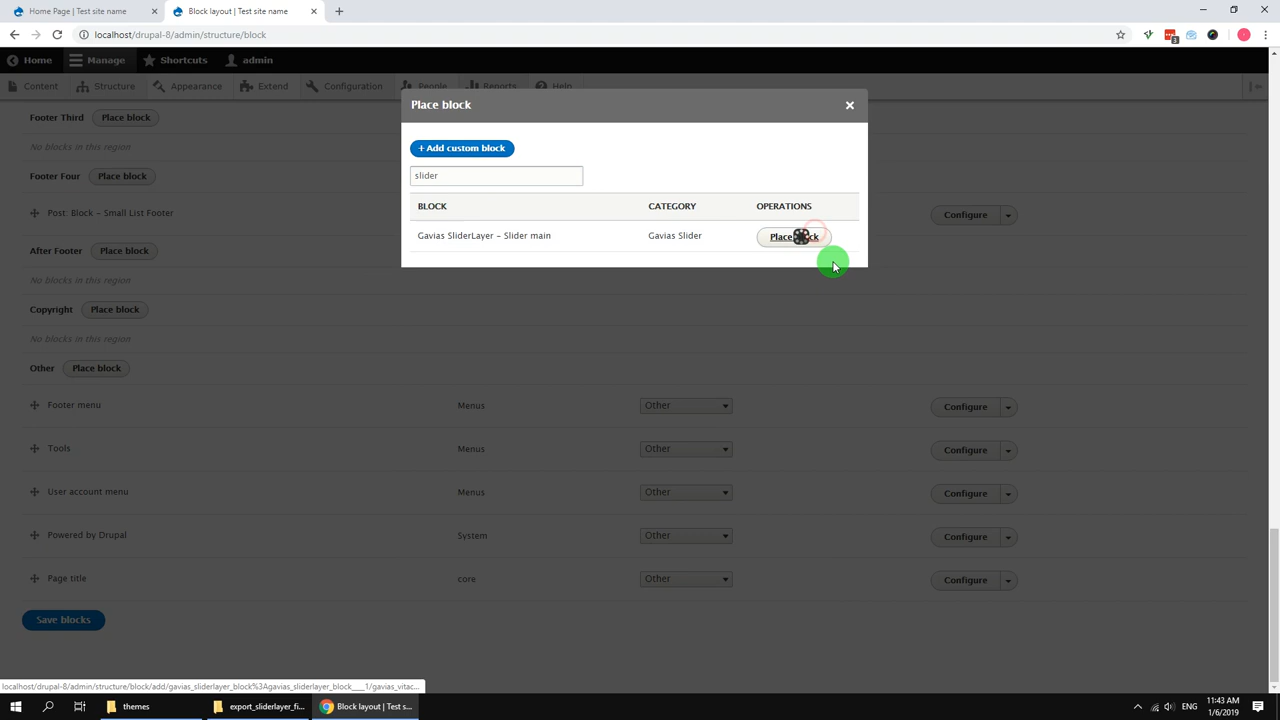 Home Page | Test site name
Block layout | Test site name
localhost/drupal-8/admin/structure/block
3
Home
Manage
Shortcuts
admin
Content
Structure
Appearance
Extend
Configuration
People
Reports
Help
Place block
+ Add custom block
slider
BLOCK
CATEGORY
OPERATIONS
Gavias SliderLayer - Slider main
Gavias Slider
Footer Third
Place block
No blocks in this region
Footer Four
Place block
Post: Block - Small List Footer
Configure
After Footer
Place block
No blocks in this region
Copyright
Place block
No blocks in this region
Other
Place block
Footer menu
Menus
Other
Configure
Tools
Menus
Other
Configure
User account menu
Menus
Other
Configure
Powered by Drupal
System
Other
Configure
Page title
core
Other
Configure
Save blocks
localhost/drupal-8/admin/structure/block/add/gavias_sliderlayer_block%3Agavias_sliderlayer_block____1/gavias_vitac...
themes
export_sliderlayer_fi...
Block layout | Test s...
ENG
11:43 AM
1/6/2019